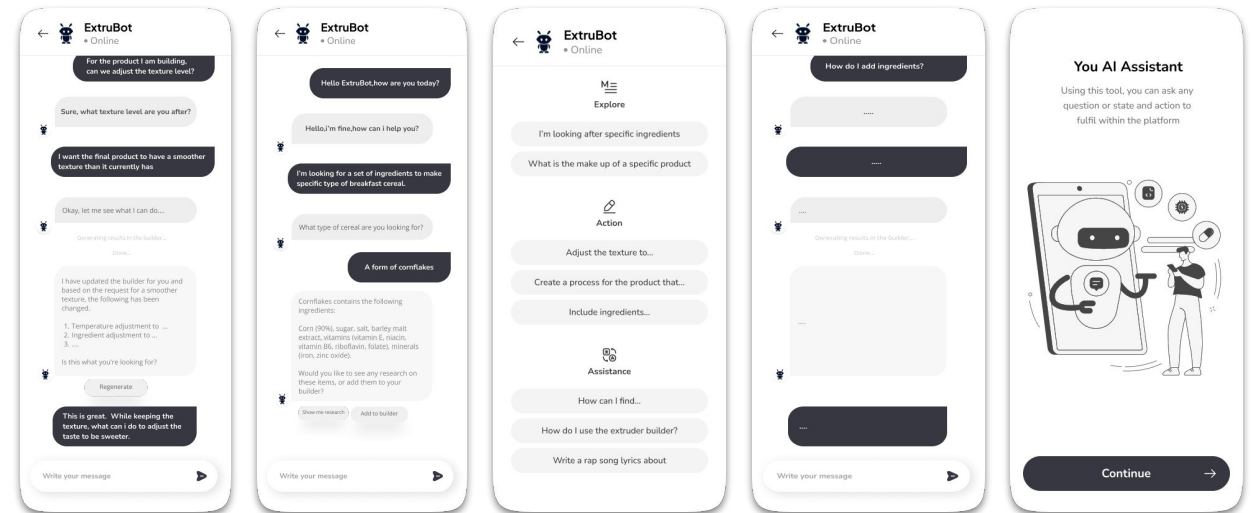 ExtruBot
• Online
For the product I am building,
can we adjust the texture level?
Sure, what texture level are you after?
I want the final product to have a smoother
texture than it currently has
Okay, let me see what I can do....
Generating results in the builder...
Done...
I have updated the builder for you and
based on the request for a smoother
texture, the following has been
changed.
1. Temperature adjustment to ...
2. Ingredient adjustment to ...
3. ....
Is this what you're looking for?
Regenerate
This is great. While keeping the
texture, what can i do to adjust the
taste to be sweeter.
Write your message
ExtruBot
• Online
Hello ExtruBot,how are you today?
Hello,i'm fine,how can i help you?
I'm looking for a set of ingredients to make
specific type of breakfast cereal.
What type of cereal are you looking for?
A form of cornflakes
Cornflakes contains the following
ingredients:
Corn (90%), sugar, salt, barley malt
extract, vitamins (vitamin E, niacin,
vitamin B6, riboflavin, folate), minerals
(iron, zinc oxide).
Would you like to see any research on
these items, or add them to your
builder?
Show me research
Add to builder
Write your message
ExtruBot
• Online
M
Explore
I'm looking after specific ingredients
What is the make up of a specific product
Action
Adjust the texture to...
Create a process for the product that...
Include ingredients...
Assistance
How can I find...
How do I use the extruder builder?
Write a rap song lyrics about
ExtruBot
• Online
How do I add ingredients?
.....
.....
....
Generating results in the builder...
Done...
....
....
Write your message
You AI Assistant
Using this tool, you can ask any
question or state and action to
fulfil within the platform
Continue